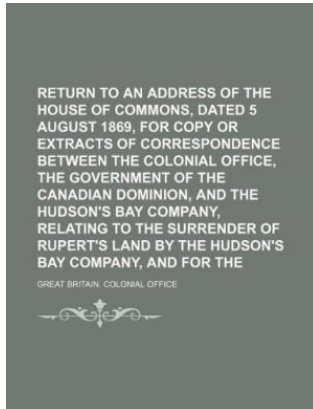 RETURN TO AN ADDRESS OF THE
HOUSE OF COMMONS, DATED 5
AUGUST 1869, FOR COPY OR
EXTRACTS OF CORRESPONDENCE
BETWEEN THE COLONIAL OFFICE,
THE GOVERNMENT OF THE
CANADIAN DOMINION, AND THE
HUDSON'S BAY COMPANY,
RELATING TO THE SURRENDER OF
RUPERT'S LAND BY THE HUDSON'S
BAY COMPANY, AND FOR THE
GREAT BRITAIN. COLONIAL OFFICE